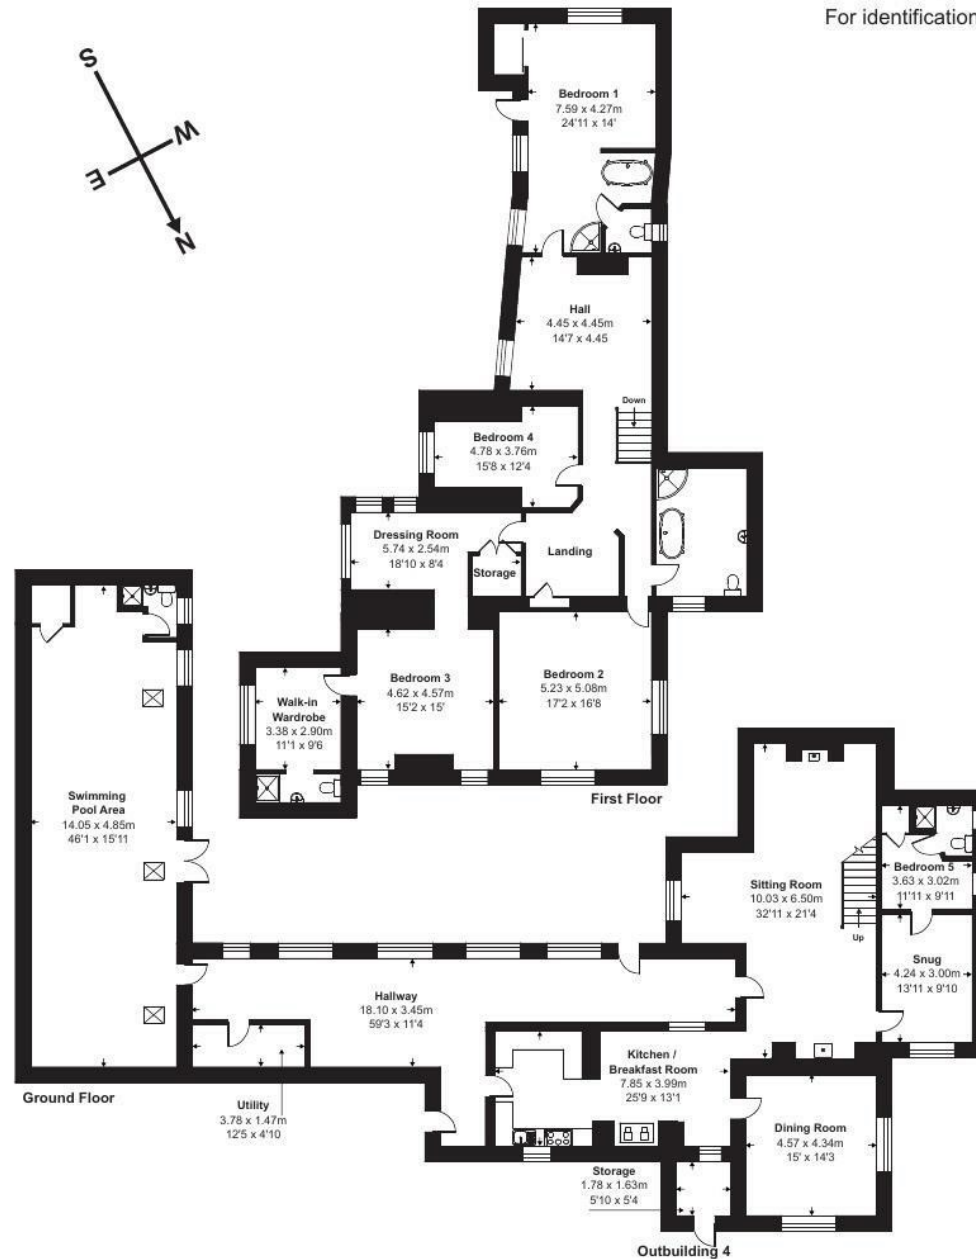 For identification
S
W
E
N
Bedroom 1
7.59 x 4.27m
24'11 x 14'
Hall
4.45 x 4.45m
14'7 x 4.45
Down
Bedroom 4
4.78 x 3.76m
15'8 x 12'4
Dressing Room
5.74 x 2.54m
18'10 x 8'4
Storage
Landing
Bedroom 3
4.62 x 4.57m
15'2 x 15'
Bedroom 2
5.23 x 5.08m
17'2 x 16'8
Walk-in
Wardrobe
3.38 x 2.90m
11'1 x 9'6
First Floor
Swimming
Pool Area
14.05 x 4.85m
46'1 x 15'11
Sitting Room
10.03 x 6.50m
32'11 x 21'4
Up
Bedroom 5
3.63 x 3.02m
11'11 x 9'11
Snug
4.24 x 3.00m
13'11 x 9'10
Hallway
18.10 x 3.45m
59'3 x 11'4
Kitchen /
Breakfast Room
7.85 x 3.99m
25'9 x 13'1
Ground Floor
Utility
3.78 x 1.47m
12'5 x 4'10
Dining Room
4.57 x 4.34m
15' x 14'3
Storage
1.78 x 1.63m
5'10 x 5'4
Outbuilding 4